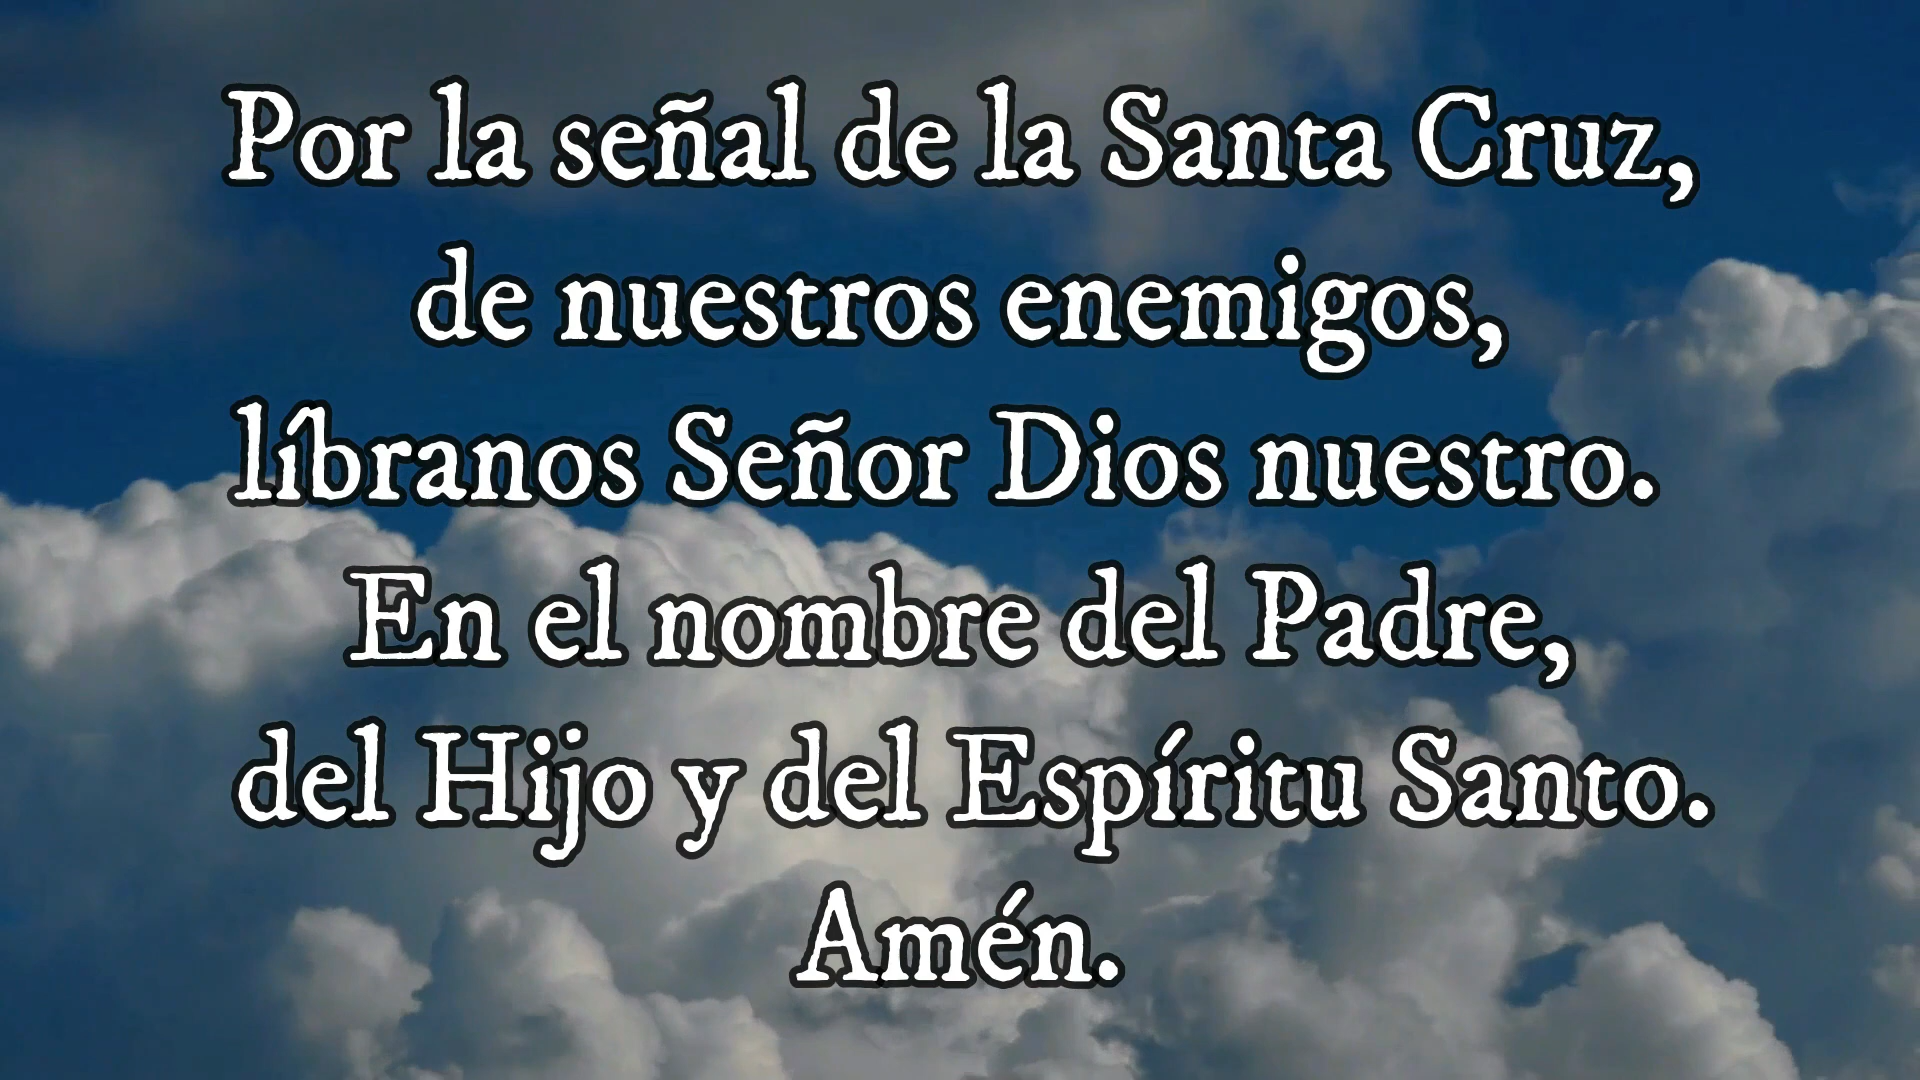 Por la señal de la Santa Cruz,
de nuestros enemigos,
líbranos Señor Dios nuestro.
En el nombre del Padre,
del Hijo y del Espíritu Santo.
Amén.